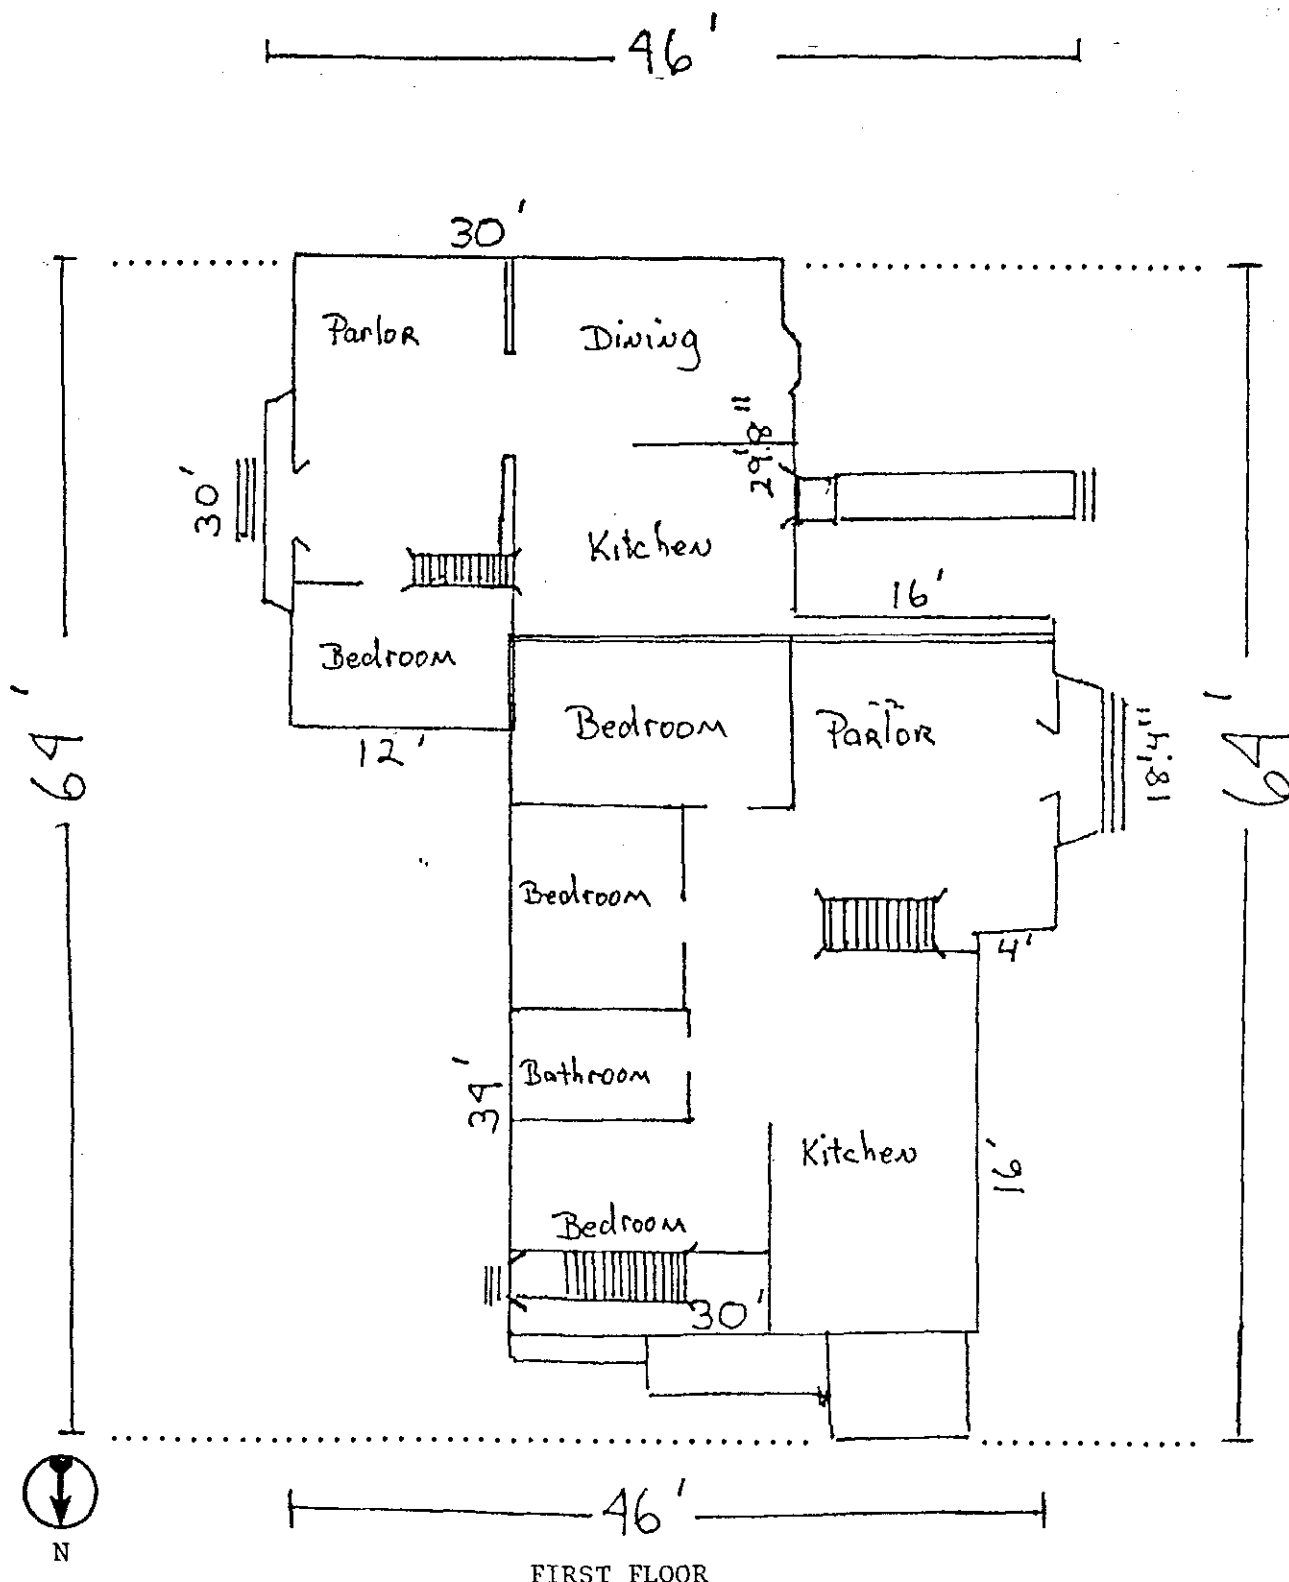 46'
30'
Parlor
Dining
29'.8"
30'
Kitchen
16'
Bedroom
Bedroom
Parlor
12'
18'.4"
64'
64'
Bedroom
4'
Bathroom
34'
Kitchen
16'
Bedroom
30'
46'
N
FIRST FLOOR